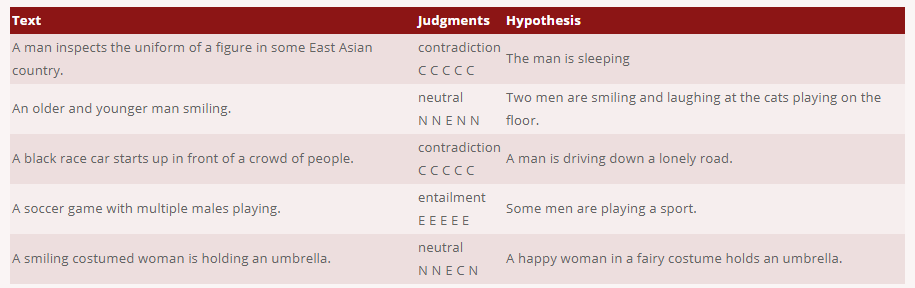 Text Judgments Hypothesis
A man inspects the uniform of a figure in some East Asian
country.
contradiction
C C C C C
The man is sleeping
An older and younger man smiling.
neutral
N N E N N
Two men are smiling and laughing at the cats playing on the
floor.
A black race car starts up in front of a crowd of people.
contradiction
C C C C C
A man is driving down a lonely road.
A soccer game with multiple males playing.
entailment
E E E E E
Some men are playing a sport.
A smiling costumed woman is holding an umbrella.
neutral
N N E C N
A happy woman in a fairy costume holds an umbrella.